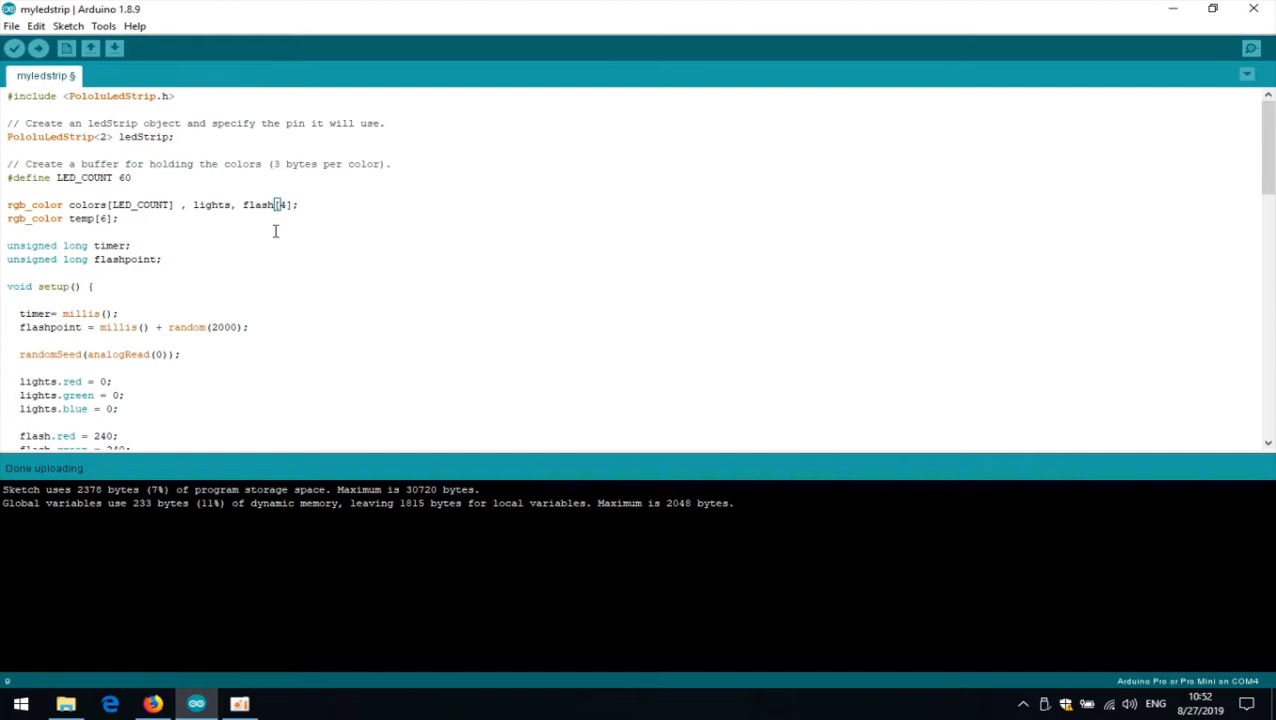 myledstrip | Arduino 1.8.9
File Edit Sketch Tools Help
myledstrip §
#include <PololuLedStrip.h>
// Create an ledStrip object and specify the pin it will use.
PololuLedStrip<2> ledStrip;
// Create a buffer for holding the colors (3 bytes per color).
#define LED_COUNT 60
rgb_color colors[LED_COUNT] , lights, flash[4];
rgb_color temp[6];
unsigned long timer;
unsigned long flashpoint;
void setup() {
timer= millis();
flashpoint = millis() + random(2000);
randomSeed(analogRead(0));
lights.red = 0;
lights.green = 0;
lights.blue = 0;
flash.red = 240;
flash.green = 240;
Done uploading
Sketch uses 2378 bytes (7%) of program storage space. Maximum is 30720 bytes.
Global variables use 233 bytes (11%) of dynamic memory, leaving 1815 bytes for local variables. Maximum is 2048 bytes.
9
Arduino Pro or Pro Mini on COM4
ENG
10:52
8/27/2019